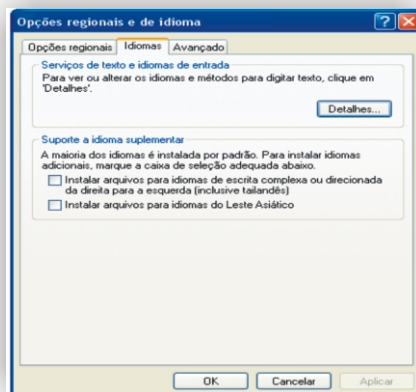 Opções regionais e de idioma
Opções regionais Idiomas Avançado
Serviços de texto e idiomas de entrada
Para ver ou alterar os idiomas e métodos para digitar texto, clique em
'Detalhes'.
Detalhes...
Suporte a idioma suplementar
A maioria dos idiomas é instalada por padrão. Para instalar idiomas
adicionais, marque a caixa de seleção adequada abaixo.
Instalar arquivos para idiomas de escrita complexa ou direcionada
da direita para a esquerda (inclusive tailandês)
Instalar arquivos para idiomas do Leste Asiático
OK Cancelar Aplicar